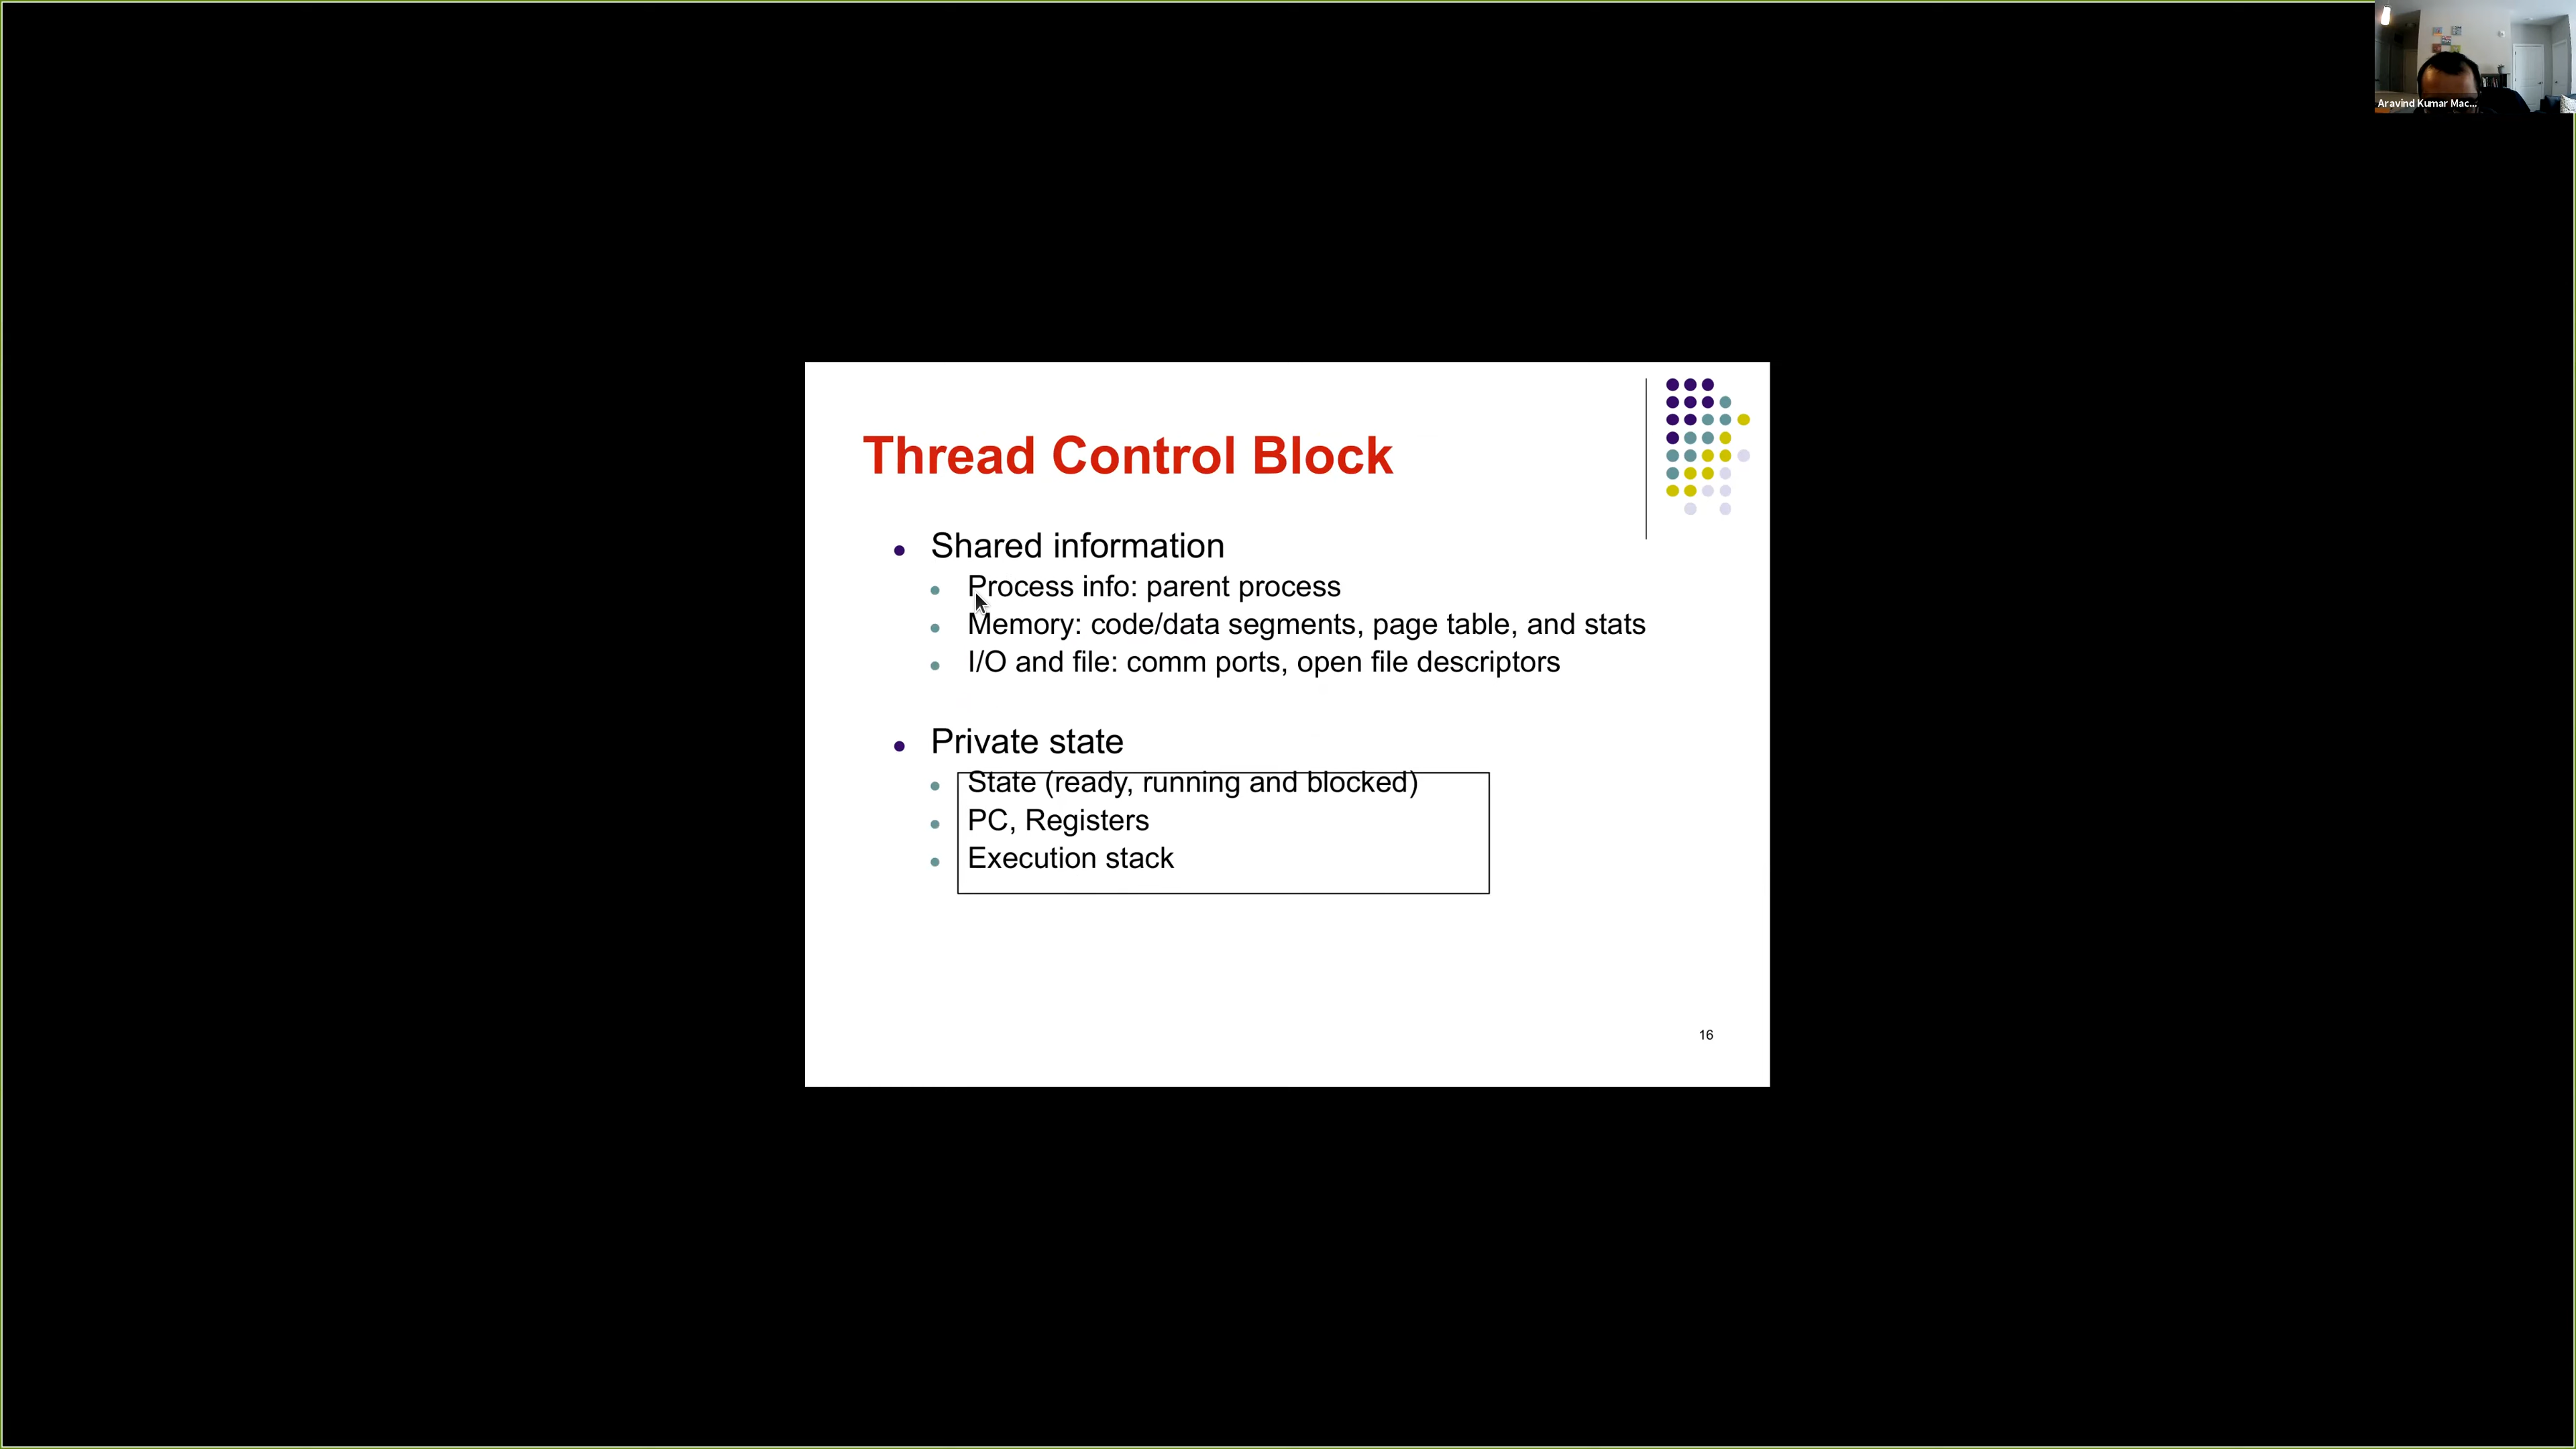 Aravind Kumar Mac...
Thread Control Block
Shared information
Process info: parent process
Memory: code/data segments, page table, and stats
I/O and file: comm ports, open file descriptors
Private state
State (ready, running and blocked)
PC, Registers
Execution stack
16